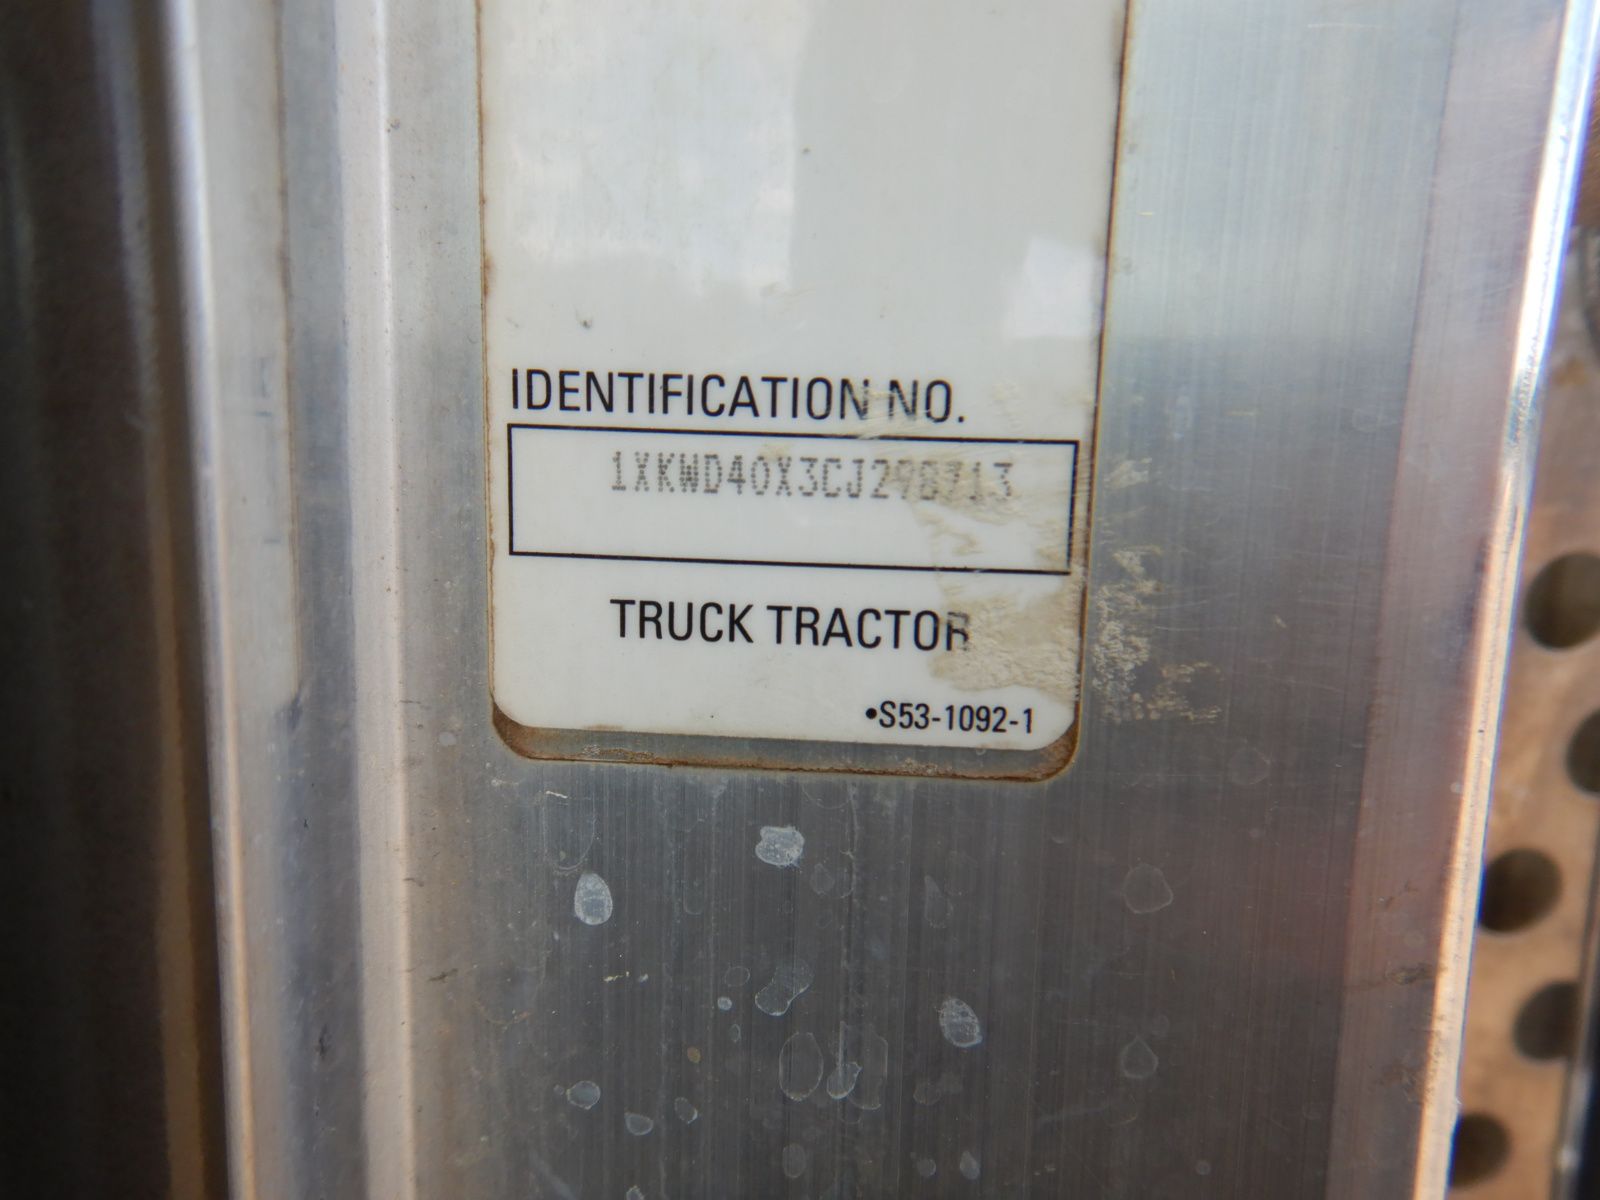 IDENTIFICATION NO.
1XKWD40X3CJ298713
TRUCK TRACTOR
•S53-1092-1